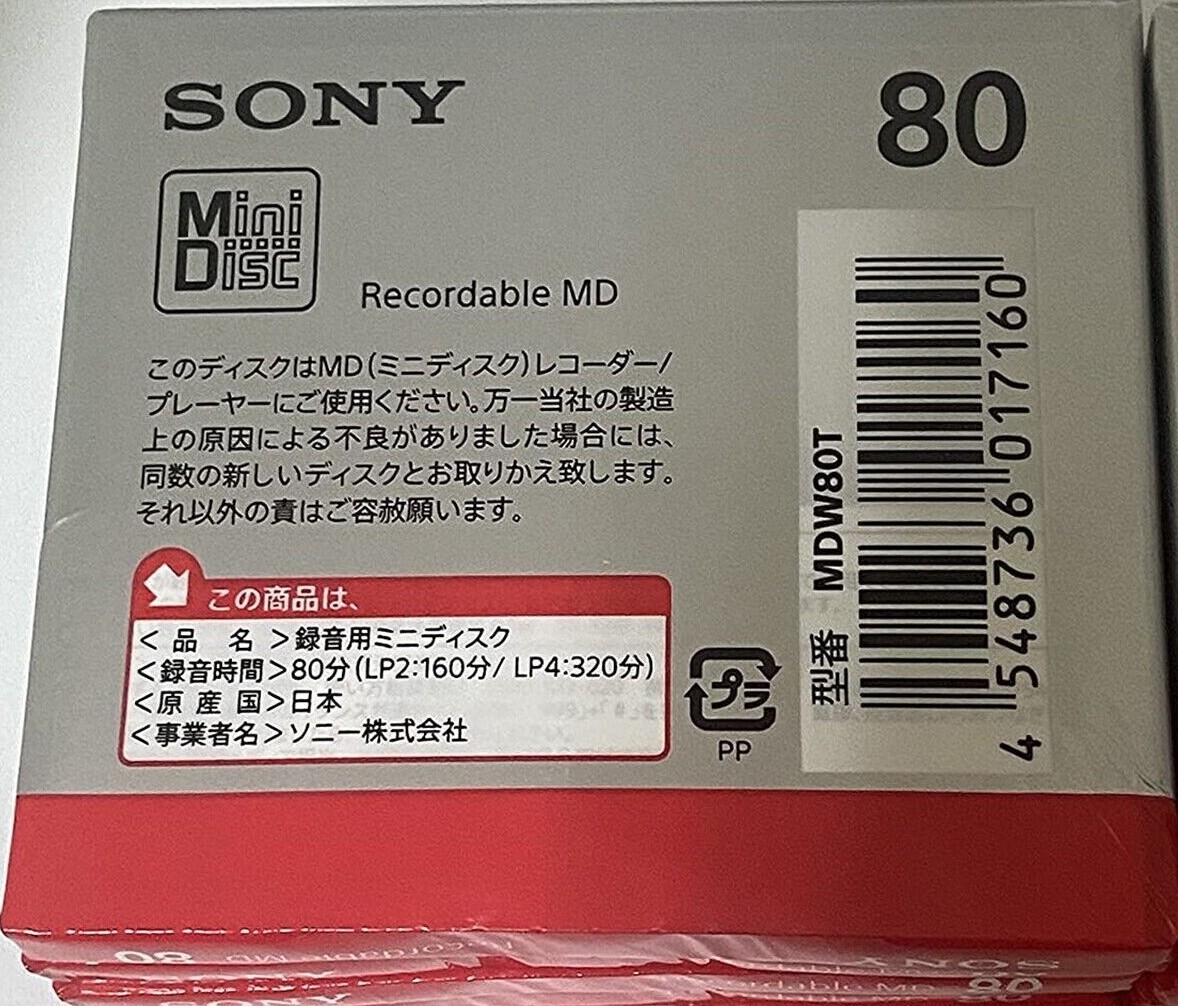 SONY
80
Mini
Disc
Recordable MD
このディスクはMD(ミニディスク)レコーダー/
プレーヤーにご使用ください。万一当社の製造
上の原因による不良がありました場合には、
同数の新しいディスクとお取りかえ致します。
それ以外の責はご容赦願います。
この商品は、
<品 名>録音用ミニディスク
<録音時間>80分(LP2:160分/ LP4:320分)
<原 産 国>日本
<事業者名>ソニー株式会社
プラ
PP
型番 MDW80T
4 548736 017160
80
Recordable MD
SONY
SONY
Recordable MD
80